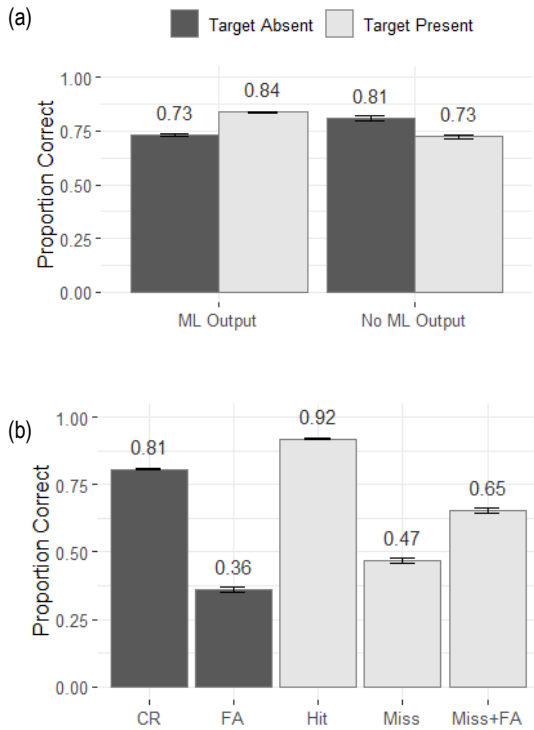 (a)
Target Absent Target Present
Proportion Correct
1.00
0.75
0.50
0.25
0.00
0.73 0.84 0.81 0.73
ML Output No ML Output
(b)
Proportion Correct
1.00
0.75
0.50
0.25
0.00
0.81 0.36 0.92 0.47 0.65
CR FA Hit Miss Miss+FA